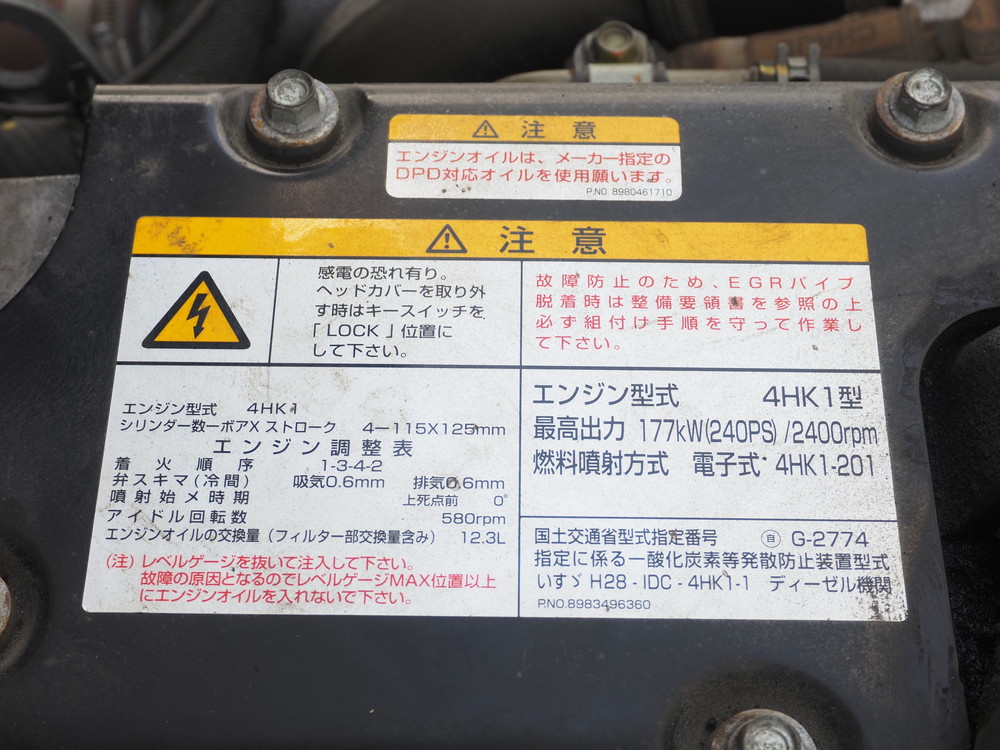 ⚠ 注意
エンジンオイルは、メーカー指定の
DPD対応オイルを使用願います。
P.NO. 8980461710
⚠ 注意
感電の恐れ有り。
ヘッドカバーを取り外
す時はキースイッチを
「LOCK」位置に
して下さい。
故障防止のため、EGRパイプ
脱着時は整備要領書を参照の上
必ず組付け手順を守って作業し
て下さい。
エンジン型式 4HK1
シリンダー数ーボアX ストローク 4ー115X125mm
エンジン調整表
着火順序 1-3-4-2
弁スキマ(冷間) 吸気0.6mm 排気0.6mm
噴射始メ時期 上死点前 0°
アイドル回転数 580rpm
エンジンオイルの交換量(フィルター部交換量含み) 12.3L
(注)レベルゲージを抜いて注入して下さい。
故障の原因となるのでレベルゲージMAX位置以上
にエンジンオイルを入れないで下さい。
エンジン型式 4HK1型
最高出力 177kW(240PS) /2400rpm
燃料噴射方式 電子式・4HK1-201
国土交通省型式指定番号 ㊂自 G-2774
指定に係る一酸化炭素等発散防止装置型式
いすゞ H28 - IDC - 4HK1-1 ディーゼル機関
P.NO.8983496360